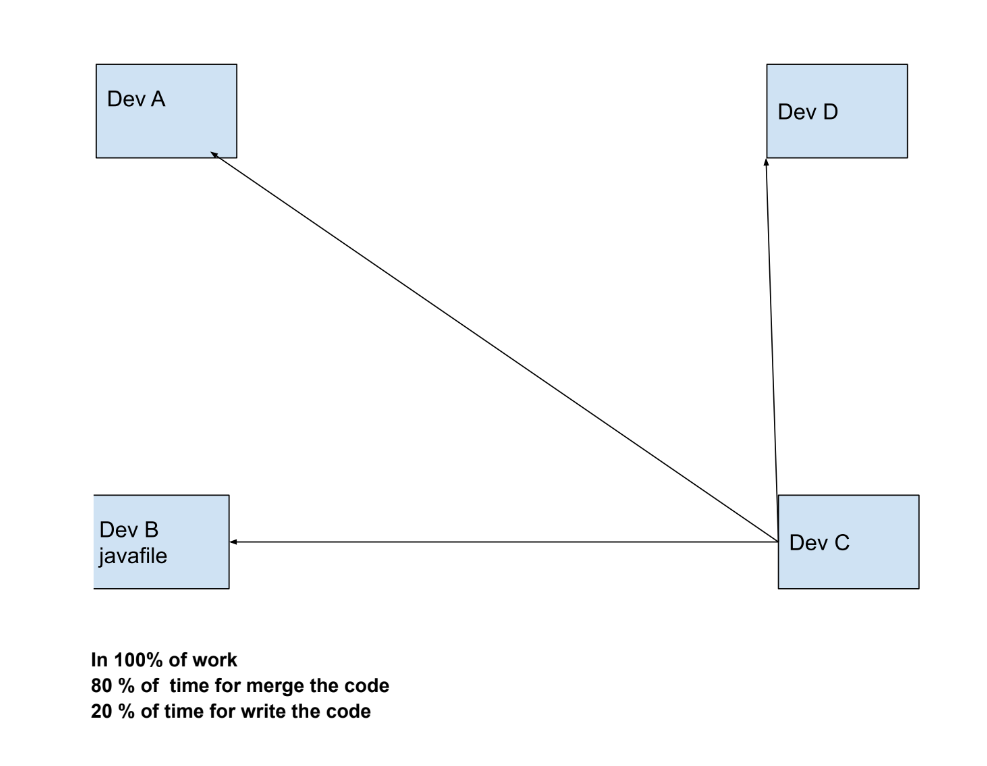 Dev A
Dev D
Dev B
javafile
Dev C
In 100% of work
80 % of  time for merge the code
20 % of time for write the code